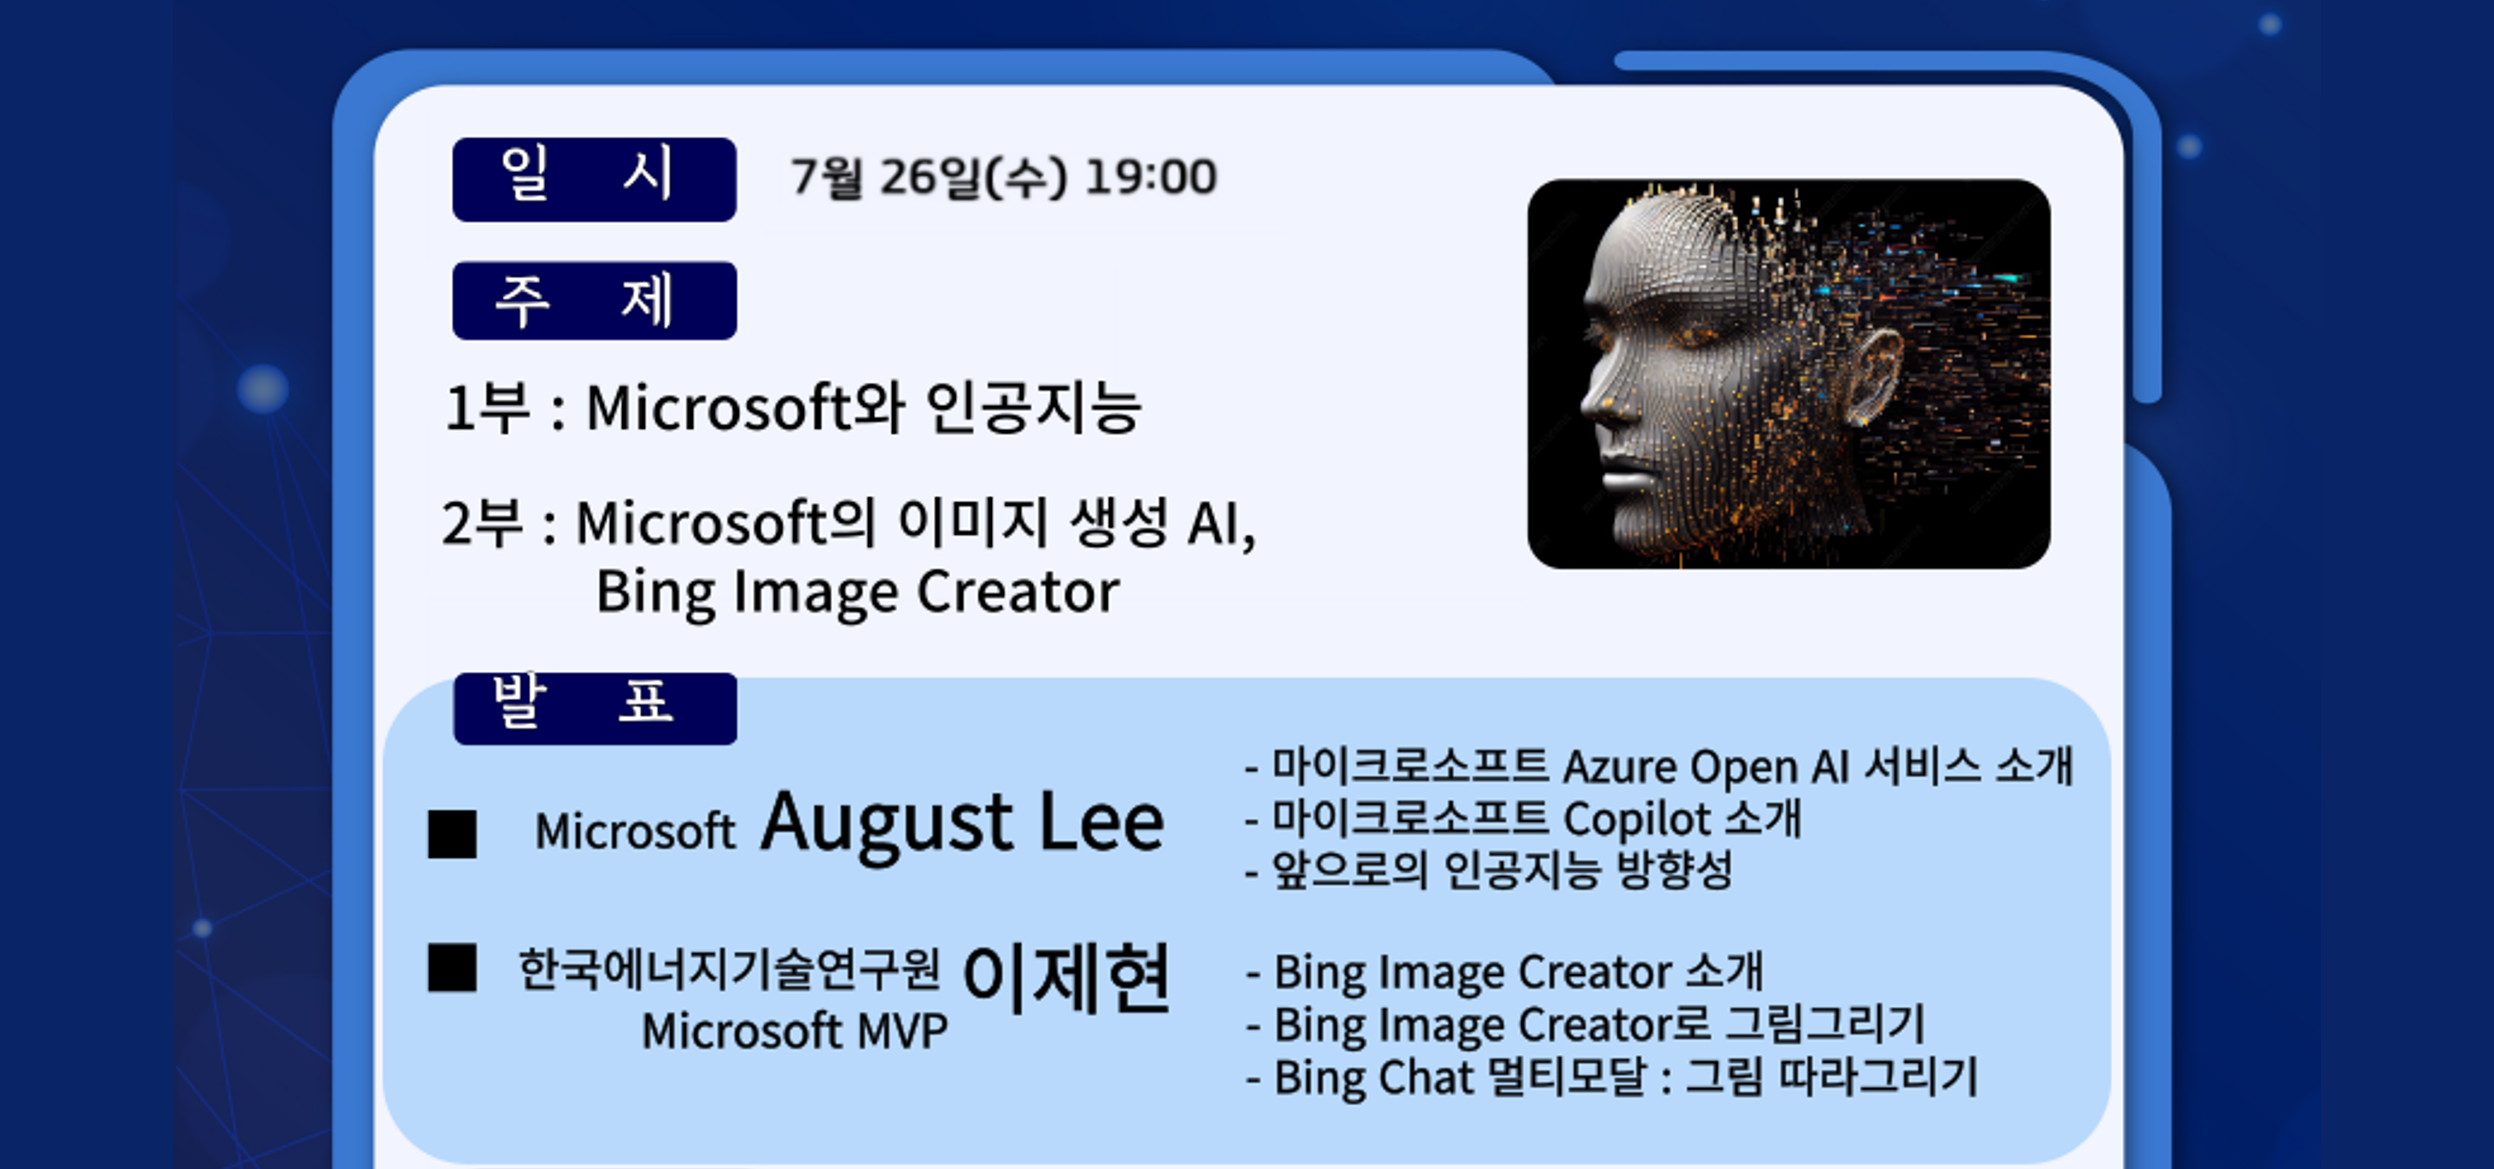 일 시 7월 26일(수) 19:00
주 제
1부 : Microsoft와 인공지능
2부 : Microsoft의 이미지 생성 AI,
Bing Image Creator
발 표
Microsoft August Lee
- 마이크로소프트 Azure Open AI 서비스 소개
- 마이크로소프트 Copilot 소개
- 앞으로의 인공지능 방향성
한국에너지기술연구원 이제현
Microsoft MVP
- Bing Image Creator 소개
- Bing Image Creator로 그림그리기
- Bing Chat 멀티모달 : 그림 따라그리기